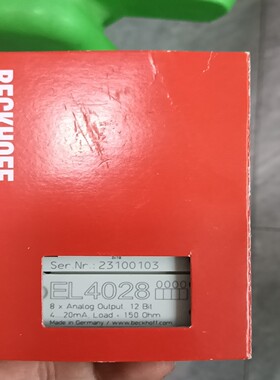 BECKHOFF
Ser.Nr.: 23100103
EL4028
8 x Analog Output 12 Bit
4...20mA, Load - 150 Ohm
Made in Germany / www.beckhoff.com